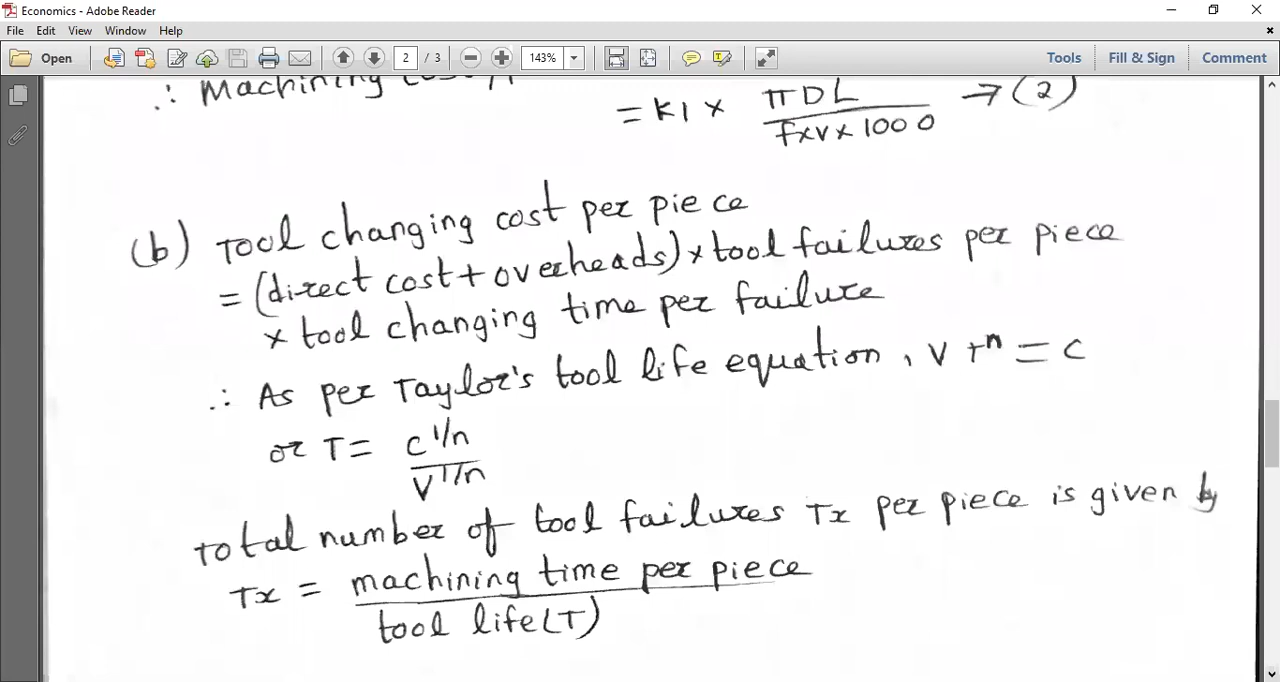 Economics - Adobe Reader
File Edit View Window Help
Open 2 / 3 143% Tools Fill & Sign Comment
∴ Machining
= K1 × πDL / f×v×1000 → (2)
(b) Tool changing cost per piece
= (direct cost + overheads) × tool failures per piece
× tool changing time per failure
∴ As per Taylor's tool life equation, V T^n = C
or T = C^1/n / V^1/n
Total number of tool failures Tx per piece is given by
Tx = machining time per piece
tool life (T)